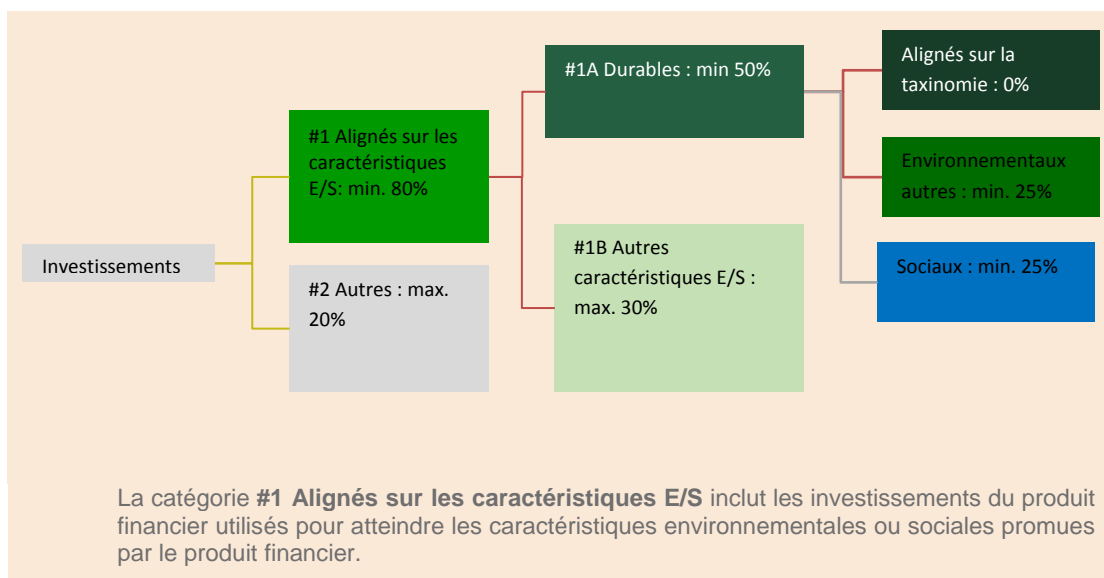 Investissements
#1 Alignés sur les
caractéristiques
E/S: min. 80%
#2 Autres : max.
20%
#1A Durables : min 50%
#1B Autres
caractéristiques E/S :
max. 30%
Alignés sur la
taxinomie : 0%
Environnementaux
autres : min. 25%
Sociaux : min. 25%
La catégorie #1 Alignés sur les caractéristiques E/S inclut les investissements du produit
financier utilisés pour atteindre les caractéristiques environnementales ou sociales promues
par le produit financier.